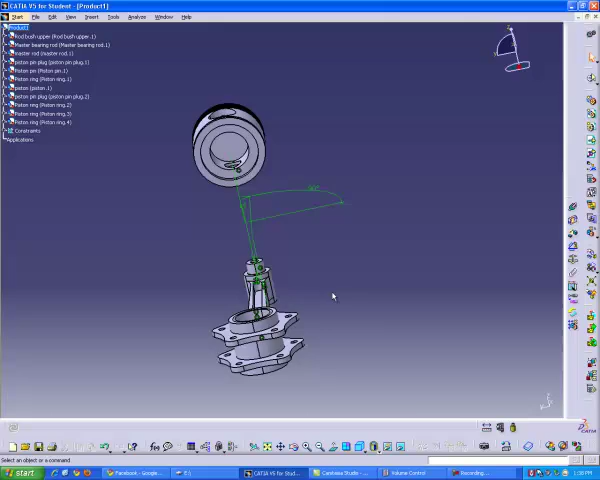 CATIA V5 for Student - [Product1]
Start File Edit View Insert Tools Analyze Window Help
Product1
Rod bush upper (Rod bush upper.1)
Master bearing rod (Master bearing rod.1)
master rod (master rod.1)
piston pin plug (piston pin plug.1)
Piston pin (Piston pin.1)
Piston ring (Piston ring.1)
piston (piston.1)
piston pin plug (piston pin plug.2)
Piston ring (Piston ring.2)
Piston ring (Piston ring.3)
Piston ring (Piston ring.4)
Constraints
Applications
CATIA
Select an object or a command
start
Facebook - Google...
CATIA V5 for Stud...
Camtasia Studio - ...
Volume Control
Recording...
1:38 PM